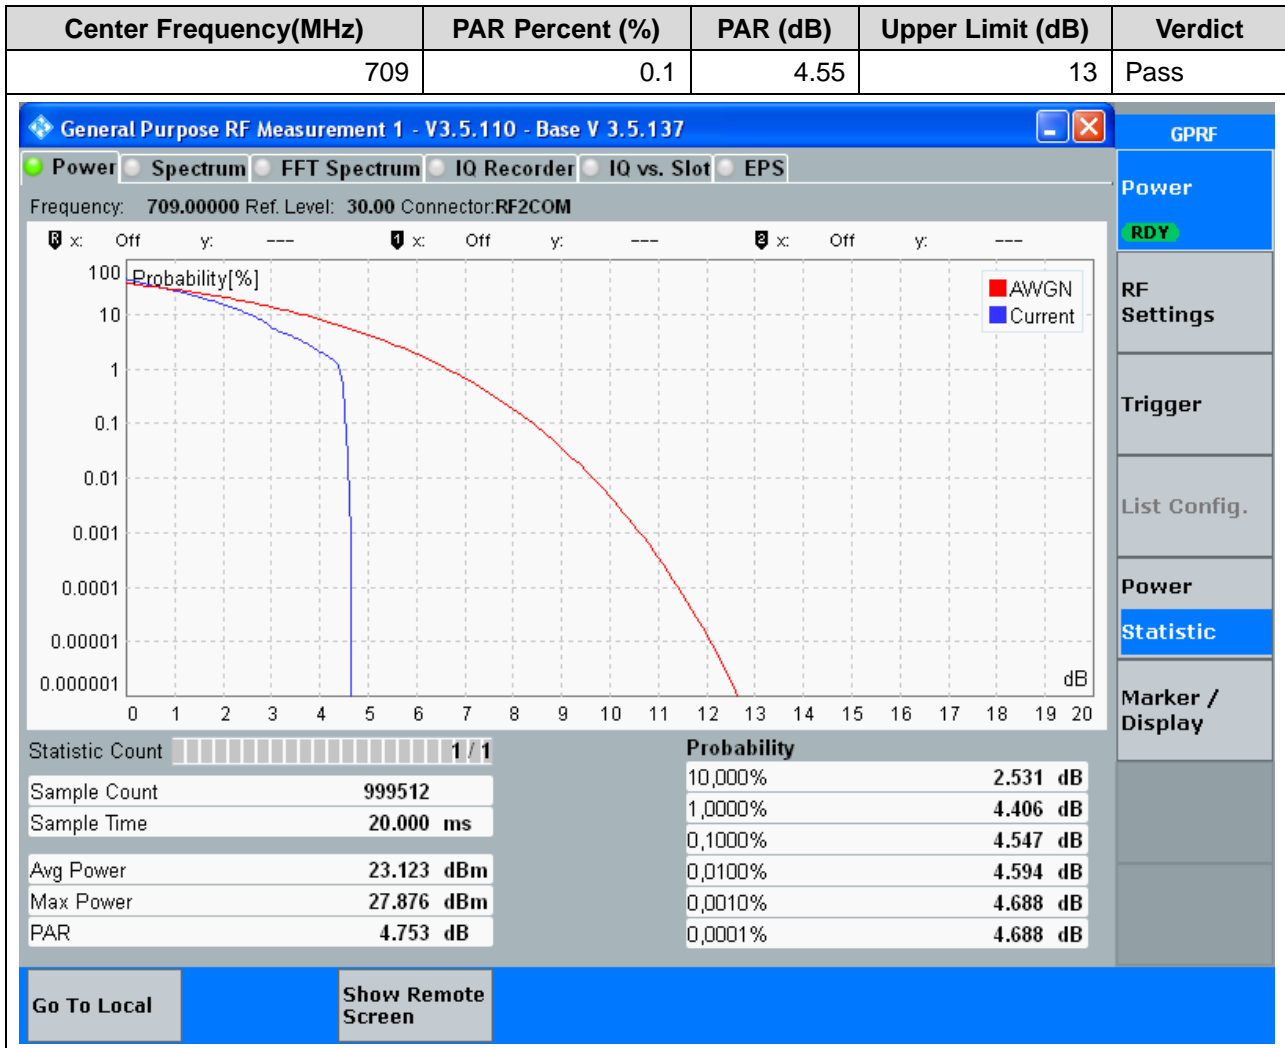 Center Frequency(MHz) PAR Percent (%) PAR (dB) Upper Limit (dB) Verdict
709 0.1 4.55 13 Pass
General Purpose RF Measurement 1 - V3.5.110 - Base V 3.5.137
GPRF
Power Spectrum FFT Spectrum IQ Recorder IQ vs. Slot EPS
Frequency: 709.00000 Ref. Level: 30.00 Connector:RF2COM
R x: Off y: --- 1 x: Off y: --- 2 x: Off y: ---
Probability[%]
100
10
1
0.1
0.01
0.001
0.0001
0.00001
0.000001
AWGN
Current
dB
0 1 2 3 4 5 6 7 8 9 10 11 12 13 14 15 16 17 18 19 20
Statistic Count 1 / 1
Sample Count 999512
Sample Time 20.000 ms
Avg Power 23.123 dBm
Max Power 27.876 dBm
PAR 4.753 dB
Probability
10,000% 2.531 dB
1,0000% 4.406 dB
0,1000% 4.547 dB
0,0100% 4.594 dB
0,0010% 4.688 dB
0,0001% 4.688 dB
Power
RDY
RF
Settings
Trigger
List Config.
Power
Statistic
Marker /
Display
Go To Local
Show Remote
Screen